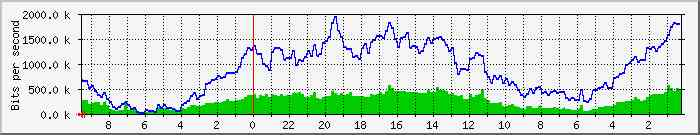 Bits per second
2000.0 k
1500.0 k
1000.0 k
500.0 k
0.0 k
8 6 4 2 0 22 20 18 16 14 12 10 8 6 4 2